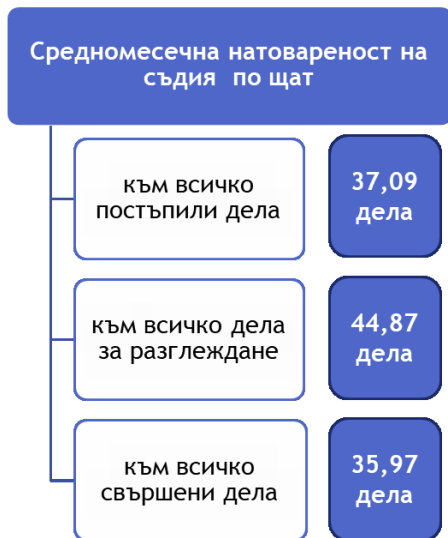 Средномесечна натовареност на
съдия по щат
към всичко
постъпили дела
37,09
дела
към всичко дела
за разглеждане
44,87
дела
към всичко
свършени дела
35,97
дела